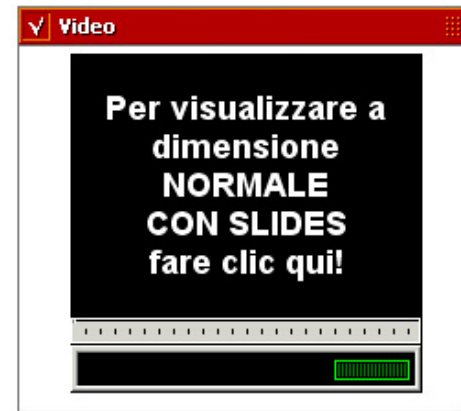 Video
Per visualizzare a
dimensione
NORMALE
CON SLIDES
fare clic qui!